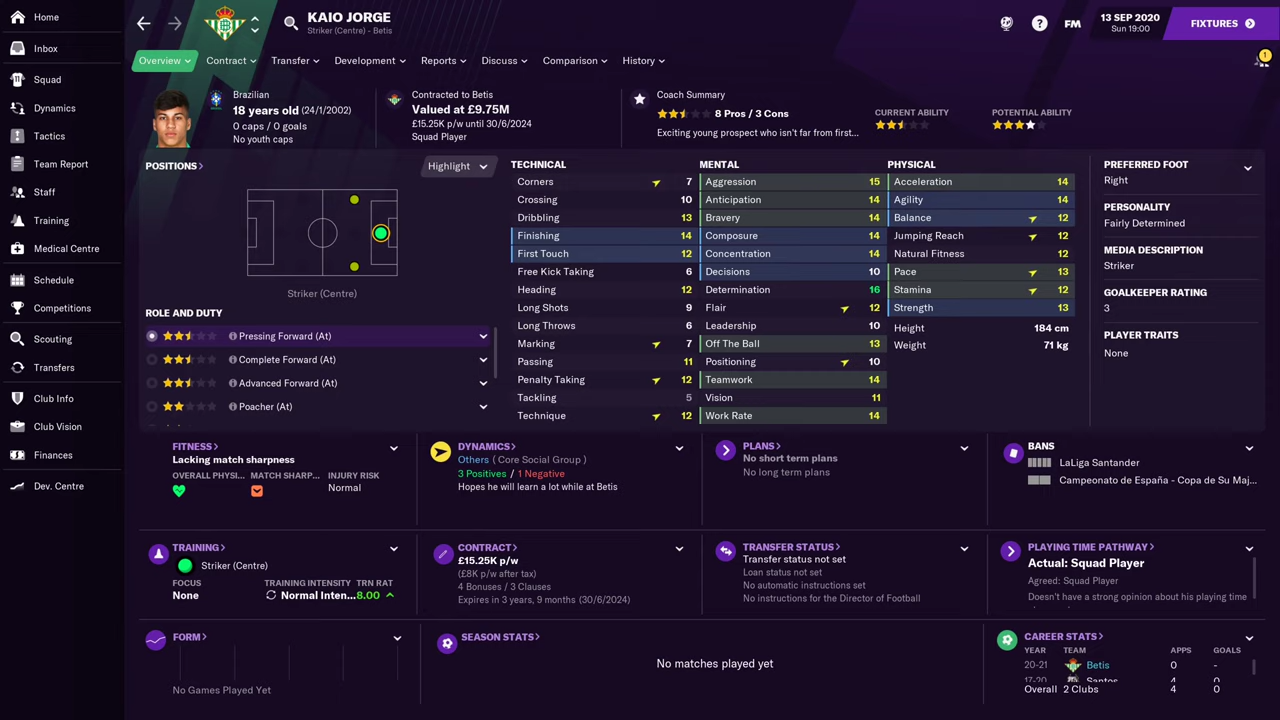 Home
Inbox
Squad
Dynamics
Tactics
Team Report
Staff
Training
Medical Centre
Schedule
Competitions
Scouting
Transfers
Club Info
Club Vision
Finances
Dev. Centre
KAIO JORGE
Striker (Centre) - Betis
?
FM
13 SEP 2020
Sun 19:00
FIXTURES
1
Overview
Contract
Transfer
Development
Reports
Discuss
Comparison
History
Brazilian
18 years old (24/1/2002)
0 caps / 0 goals
No youth caps
Contracted to Betis
Valued at £9.75M
£15.25K p/w until 30/6/2024
Squad Player
Coach Summary
8 Pros / 3 Cons
Exciting young prospect who isn't far from first...
CURRENT ABILITY
POTENTIAL ABILITY
POSITIONS
Highlight
Striker (Centre)
ROLE AND DUTY
Pressing Forward (At)
Complete Forward (At)
Advanced Forward (At)
Poacher (At)
TECHNICAL
Corners 7
Crossing 10
Dribbling 13
Finishing 14
First Touch 12
Free Kick Taking 6
Heading 12
Long Shots 9
Long Throws 6
Marking 7
Passing 11
Penalty Taking 12
Tackling 5
Technique 12
MENTAL
Aggression 15
Anticipation 14
Bravery 14
Composure 14
Concentration 14
Decisions 10
Determination 16
Flair 12
Leadership 10
Off The Ball 13
Positioning 10
Teamwork 14
Vision 11
Work Rate 14
PHYSICAL
Acceleration 14
Agility 14
Balance 12
Jumping Reach 12
Natural Fitness 12
Pace 13
Stamina 12
Strength 13
Height 184 cm
Weight 71 kg
PREFERRED FOOT
Right
PERSONALITY
Fairly Determined
MEDIA DESCRIPTION
Striker
GOALKEEPER RATING
3
PLAYER TRAITS
None
FITNESS
Lacking match sharpness
OVERALL PHYSI... MATCH SHARP... INJURY RISK
Normal
DYNAMICS
Others ( Core Social Group )
3 Positives / 1 Negative
Hopes he will learn a lot while at Betis
PLANS
No short term plans
No long term plans
BANS
LaLiga Santander
Campeonato de España - Copa de Su Maj...
TRAINING
Striker (Centre)
FOCUS TRAINING INTENSITY TRN RAT
None Normal Inten... 8.00
CONTRACT
£15.25K p/w
(£8K p/w after tax)
4 Bonuses / 3 Clauses
Expires in 3 years, 9 months (30/6/2024)
TRANSFER STATUS
Transfer status not set
Loan status not set
No automatic instructions set
No instructions for the Director of Football
PLAYING TIME PATHWAY
Actual: Squad Player
Agreed: Squad Player
Doesn't have a strong opinion about his playing time
FORM
No Games Played Yet
SEASON STATS
No matches played yet
CAREER STATS
YEAR TEAM APPS GOALS
20-21 Betis 0 -
17-20 Santos 4 0
Overall 2 Clubs 4 0